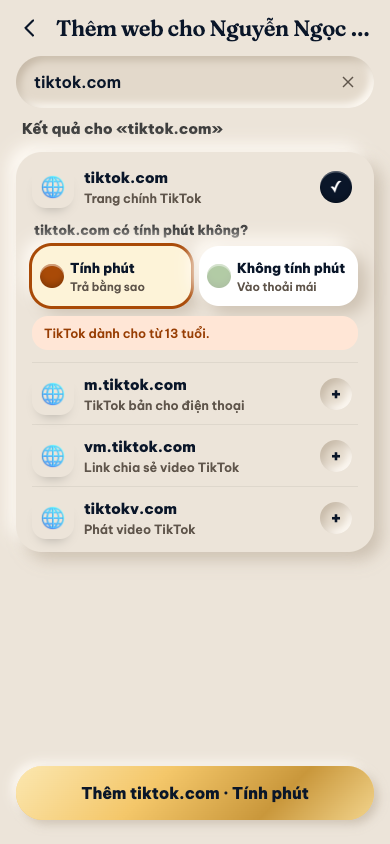 Thêm web cho Nguyễn Ngọc ...
tiktok.com
Kết quả cho «tiktok.com»
tiktok.com
Trang chính TikTok
tiktok.com có tính phút không?
Tính phút
Trả bằng sao
Không tính phút
Vào thoải mái
TikTok dành cho từ 13 tuổi.
m.tiktok.com
TikTok bản cho điện thoại
vm.tiktok.com
Link chia sẻ video TikTok
tiktokv.com
Phát video TikTok
Thêm tiktok.com · Tính phút